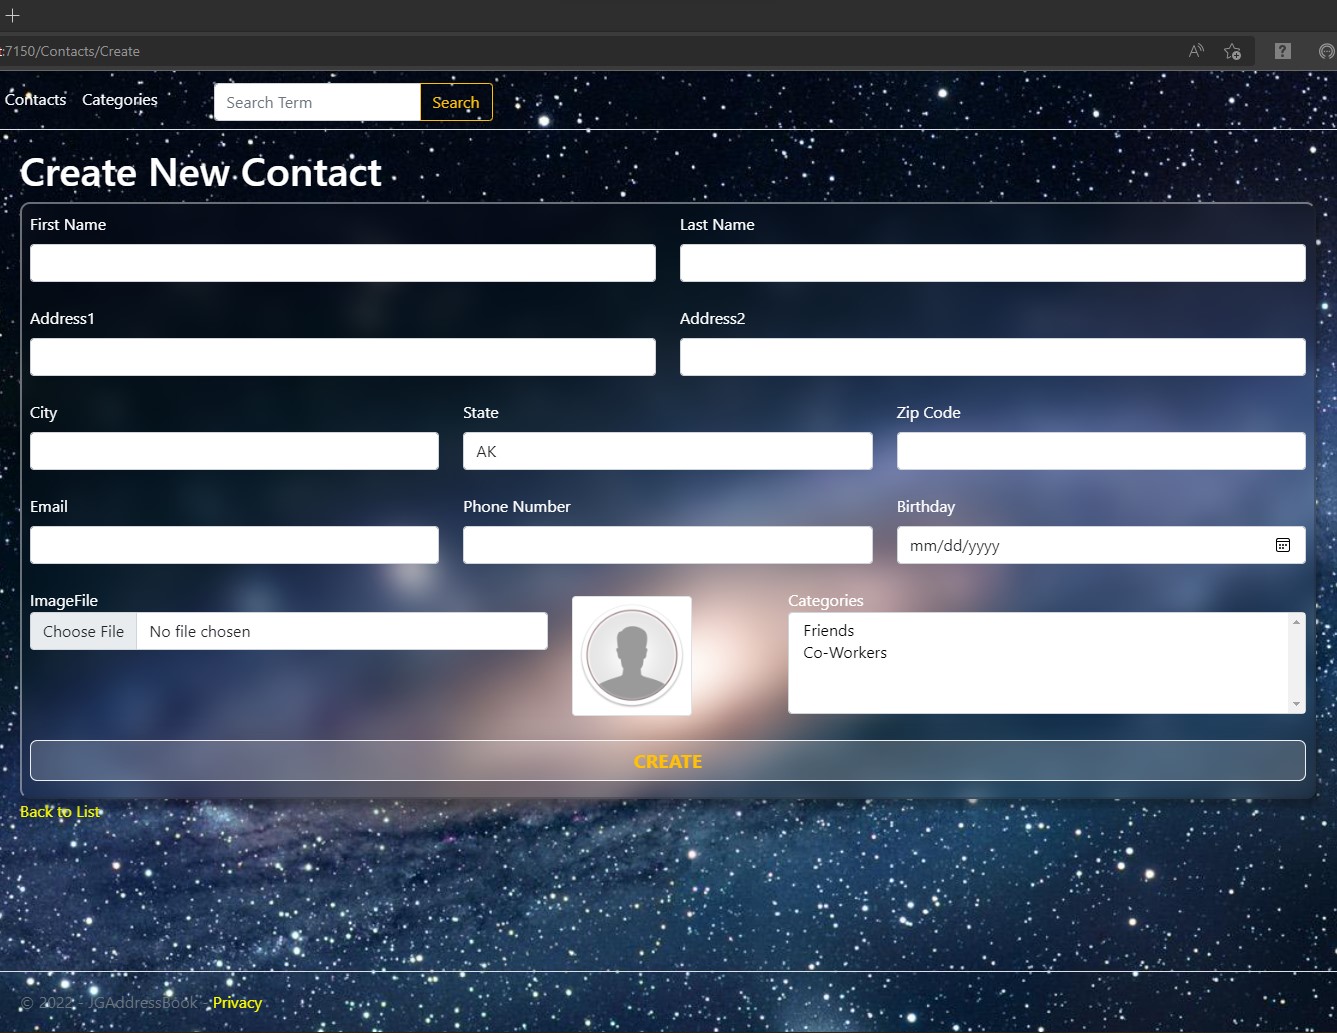 :7150/Contacts/Create
Contacts Categories Search Term Search
Create New Contact
First Name Last Name
Address1 Address2
City State Zip Code
AK
Email Phone Number Birthday
mm/dd/yyyy
ImageFile Categories
Choose File No file chosen Friends
Co-Workers
CREATE
Back to List
© 2022 - JGAddressBook - Privacy